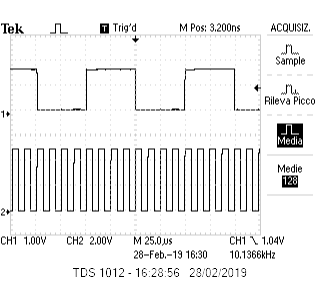 Tek T Trig'd M Pos: 3.200ns ACQUISIZ.
Sample
Rileva Picco
1
Media
Medie
128
2
CH1 1.00V CH2 2.00V M 25.0µs CH1 \ 1.04V
28-Feb.-19 16:30 10.1366kHz
TDS 1012 - 16:28:56 28/02/2019